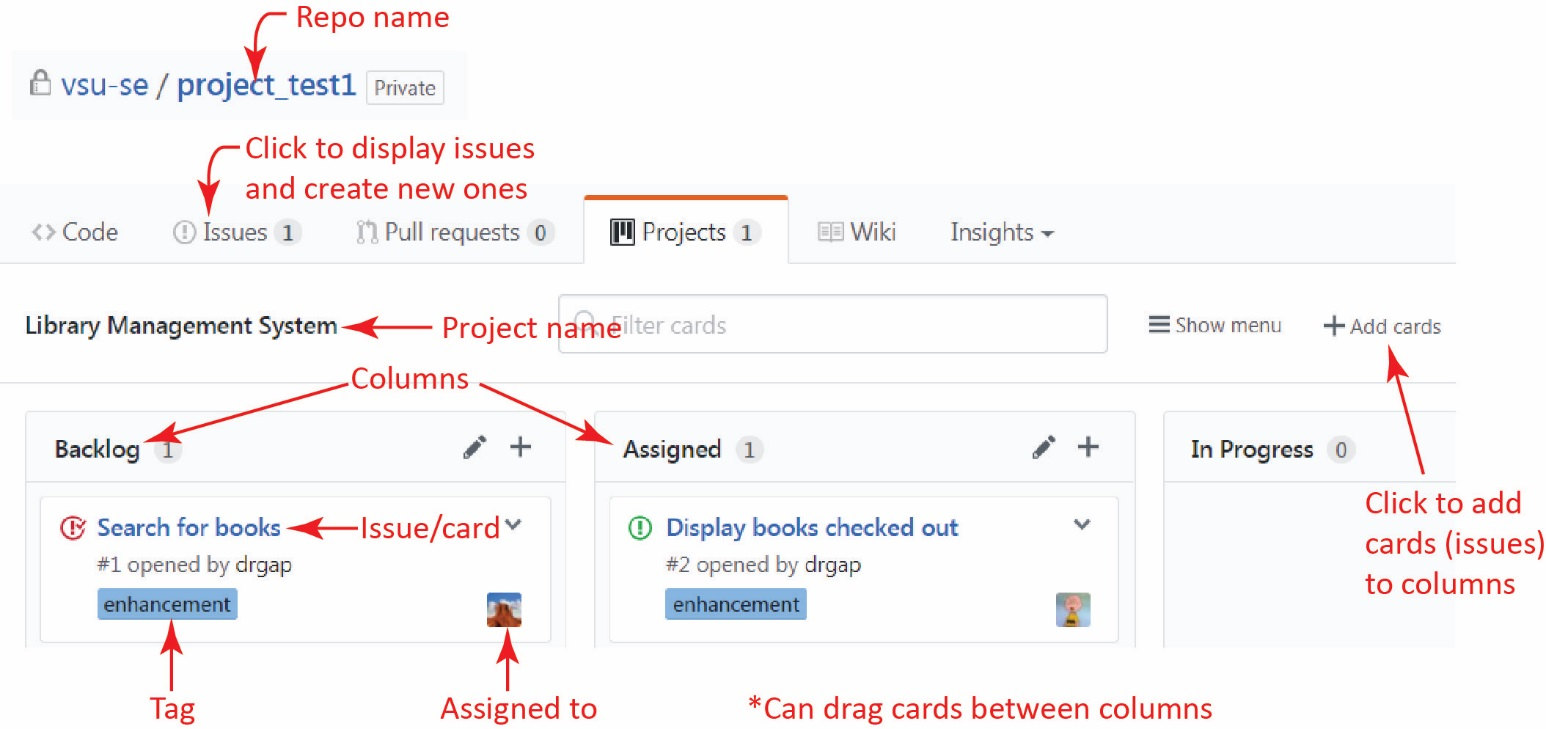 Repo name
vsu-se / project_test1 Private
Click to display issues
and create new ones
<> Code Issues 1 Pull requests 0 Projects 1 Wiki Insights
Library Management System Project name Filter cards Show menu + Add cards
Columns
Backlog 1 + Assigned 1 + In Progress 0
Search for books Issue/card Display books checked out
#1 opened by drgap #2 opened by drgap
enhancement enhancement
Click to add
cards (issues)
to columns
Tag Assigned to *Can drag cards between columns